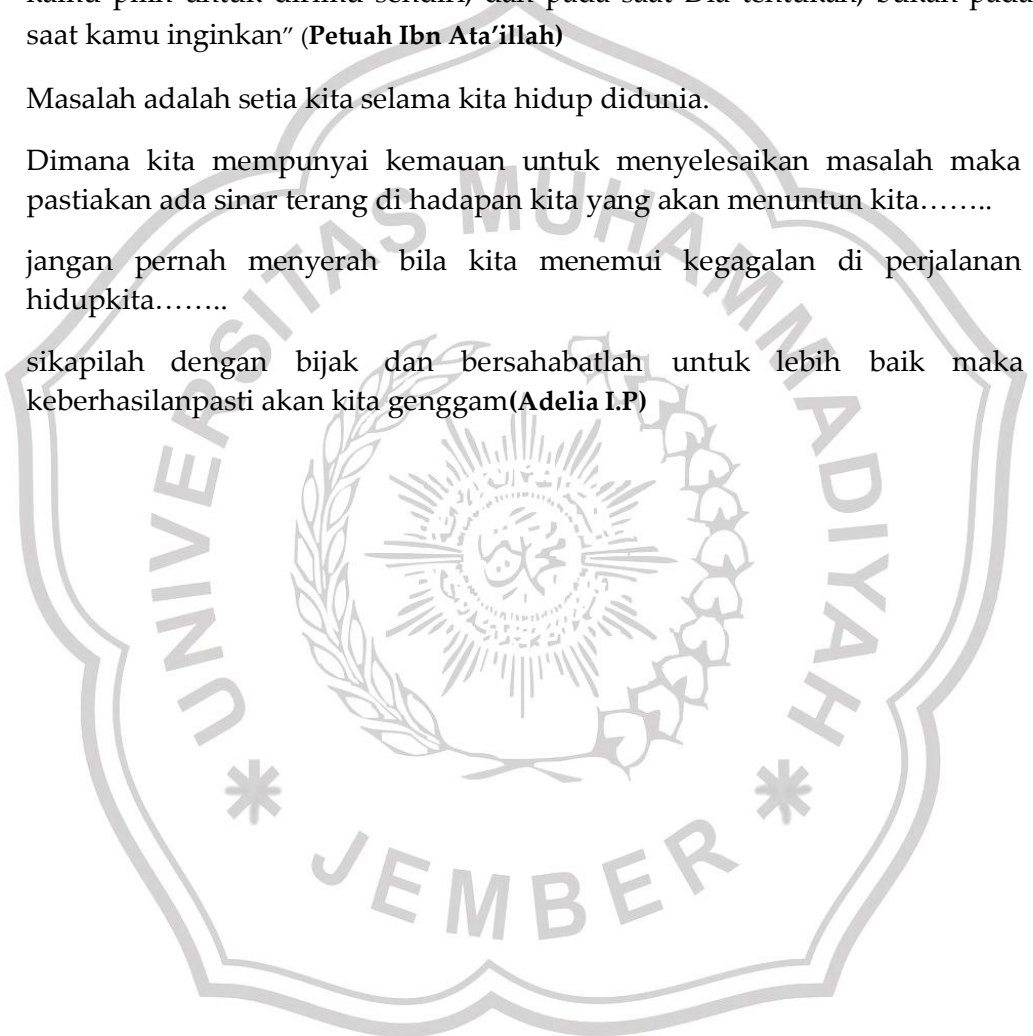 kamu pilih untuk dirimu sendiri, dan pada saat Dia tentukan, bukan pada
saat kamu inginkan” (Petuah Ibn Ata’illah)
Masalah adalah setia kita selama kita hidup didunia.
Dimana kita mempunyai kemauan untuk menyelesaikan masalah maka
pastiakan ada sinar terang di hadapan kita yang akan menuntun kita……..
jangan pernah menyerah bila kita menemui kegagalan di perjalanan
hidupkita……..
sikapilah dengan bijak dan bersahabatlah untuk lebih baik maka
keberhasilanpasti akan kita genggam(Adelia I.P)
UNIVERSITAS MUHAMMADIYAH
JEMBER